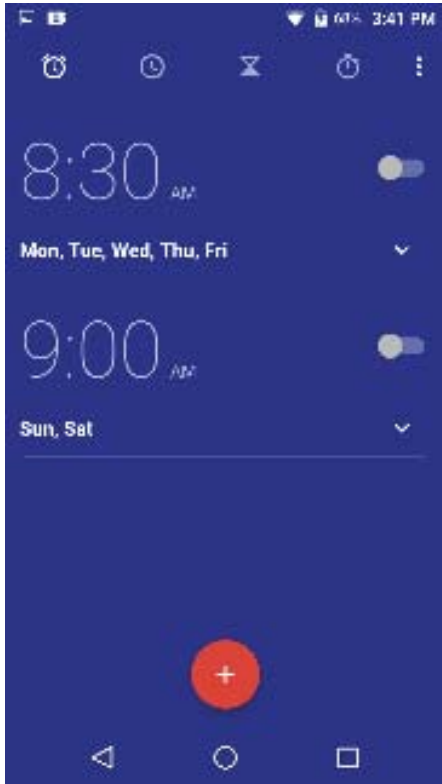 3:41 PM
8:30 AM
Mon, Tue, Wed, Thu, Fri
9:00 AM
Sun, Sat